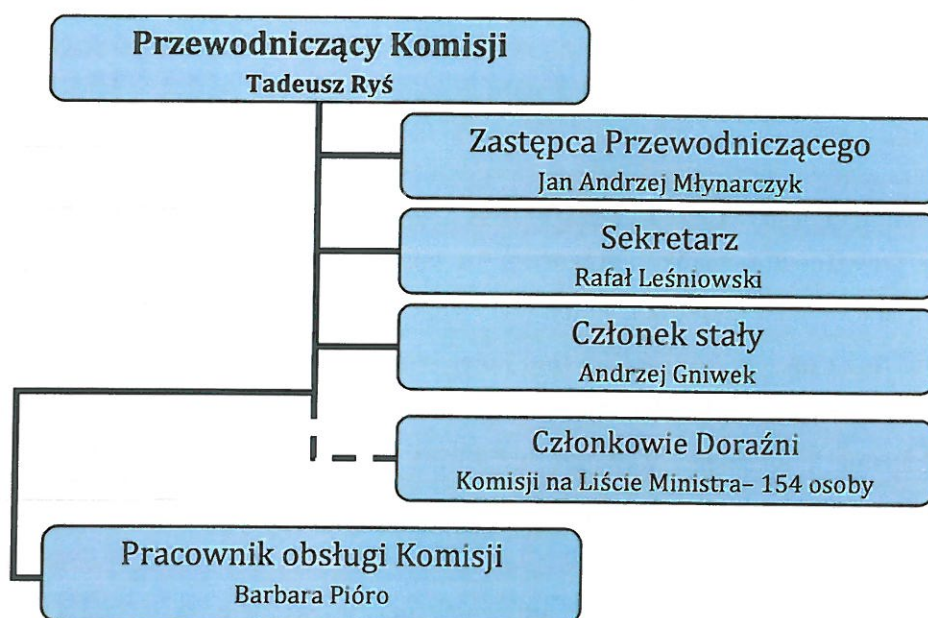 Przewodniczący Komisji
Tadeusz Ryś
Zastępca Przewodniczącego
Jan Andrzej Młynarczyk
Sekretarz
Rafał Leśniowski
Członek stały
Andrzej Gniwek
Członkowie Doraźni
Komisji na Liście Ministra– 154 osoby
Pracownik obsługi Komisji
Barbara Pióro